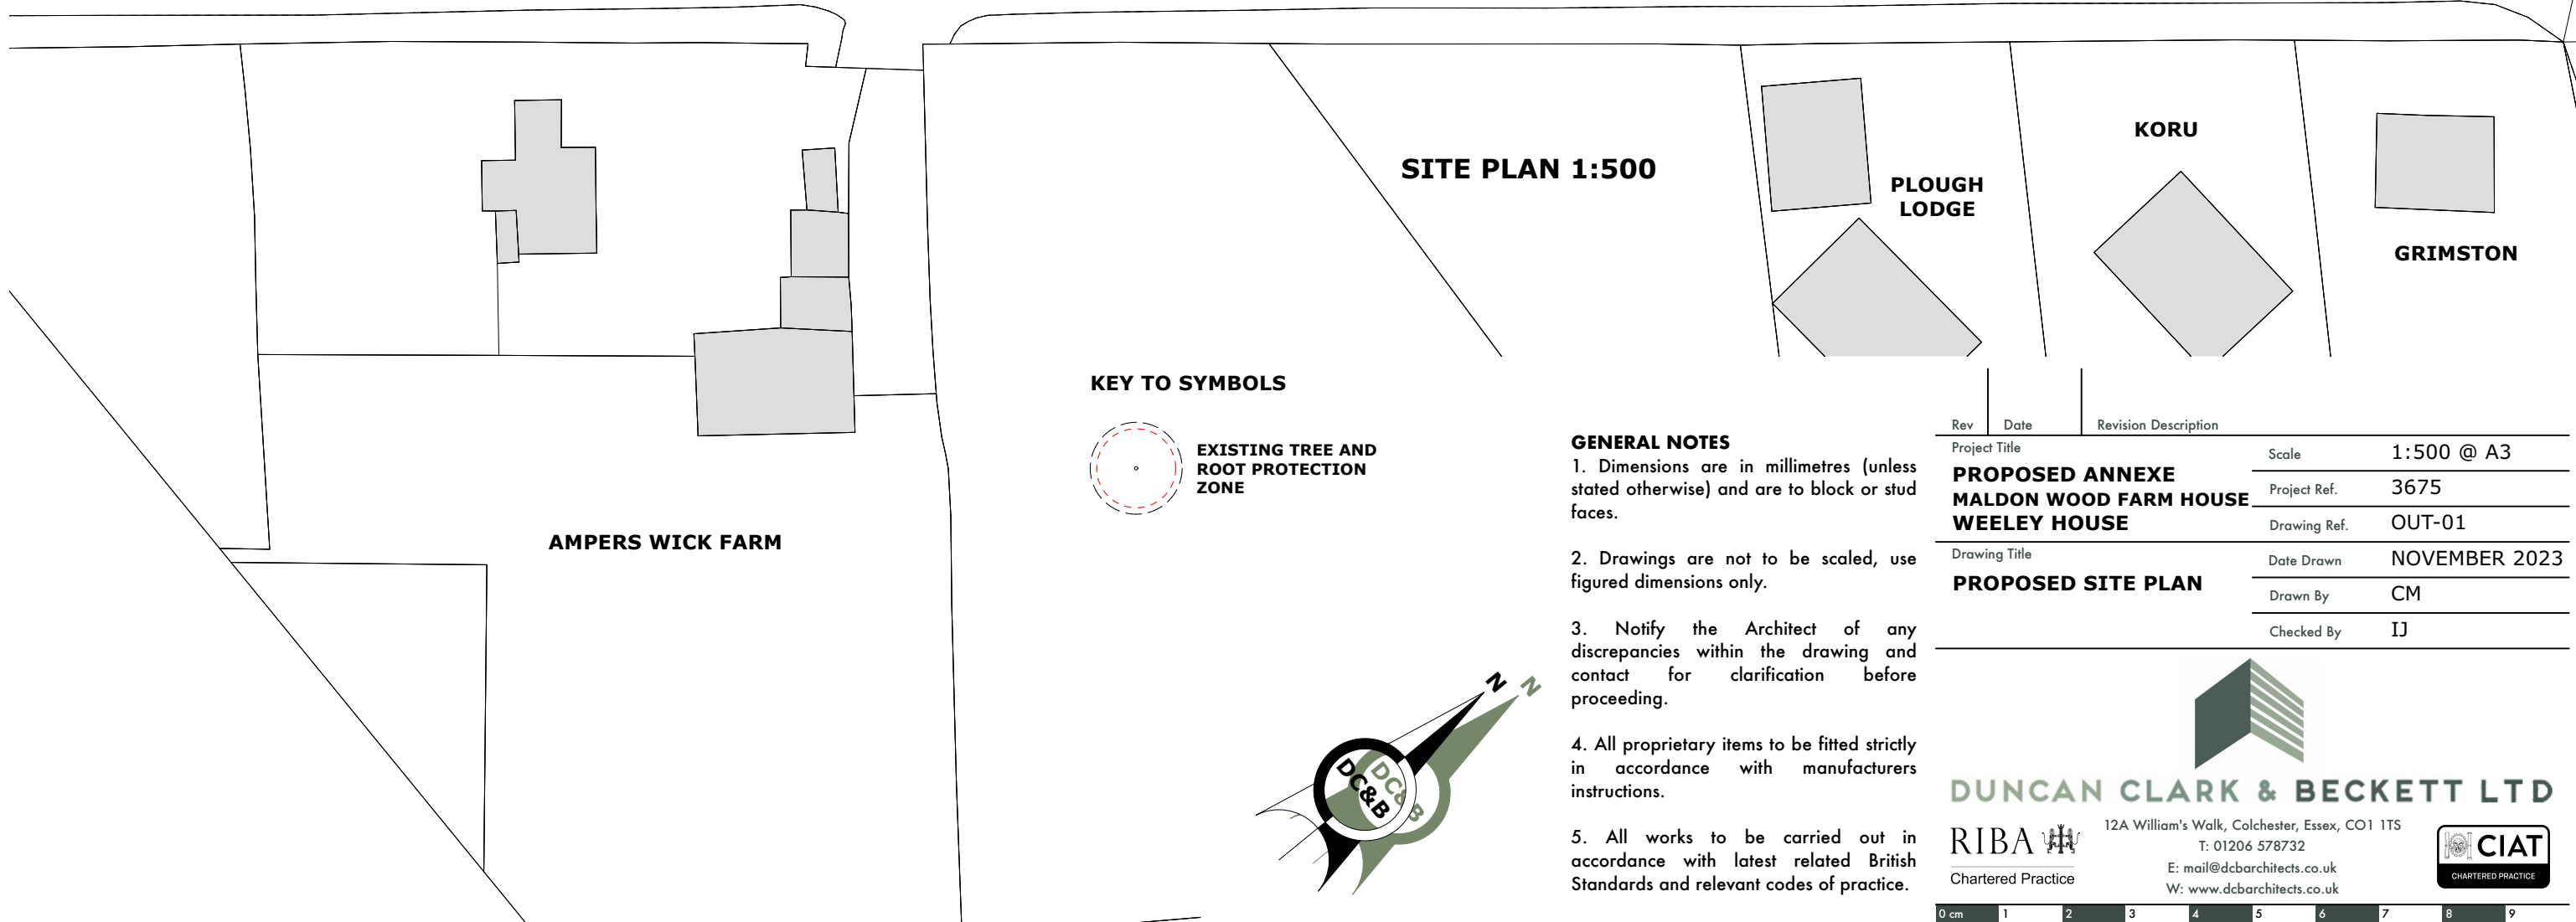 SITE PLAN 1:500
PLOUGH
LODGE
KORU
GRIMSTON
AMPERS WICK FARM
KEY TO SYMBOLS
EXISTING TREE AND
ROOT PROTECTION
ZONE
N
N
DC&B
DC&B
GENERAL NOTES
1. Dimensions are in millimetres (unless
stated otherwise) and are to block or stud
faces.
2. Drawings are not to be scaled, use
figured dimensions only.
3. Notify the Architect of any
discrepancies within the drawing and
contact for clarification before
proceeding.
4. All proprietary items to be fitted strictly
in accordance with manufacturers
instructions.
5. All works to be carried out in
accordance with latest related British
Standards and relevant codes of practice.
Rev Date Revision Description
Project Title
PROPOSED ANNEXE
MALDON WOOD FARM HOUSE
WEELEY HOUSE
Drawing Title
PROPOSED SITE PLAN
Scale 1:500 @ A3
Project Ref. 3675
Drawing Ref. OUT-01
Date Drawn NOVEMBER 2023
Drawn By CM
Checked By IJ
DUNCAN CLARK & BECKETT LTD
RIBA
Chartered Practice
12A William's Walk, Colchester, Essex, CO1 1TS
T: 01206 578732
E: mail@dcbarchitects.co.uk
W: www.dcbarchitects.co.uk
CIAT
CHARTERED PRACTICE
0 cm 1 2 3 4 5 6 7 8 9